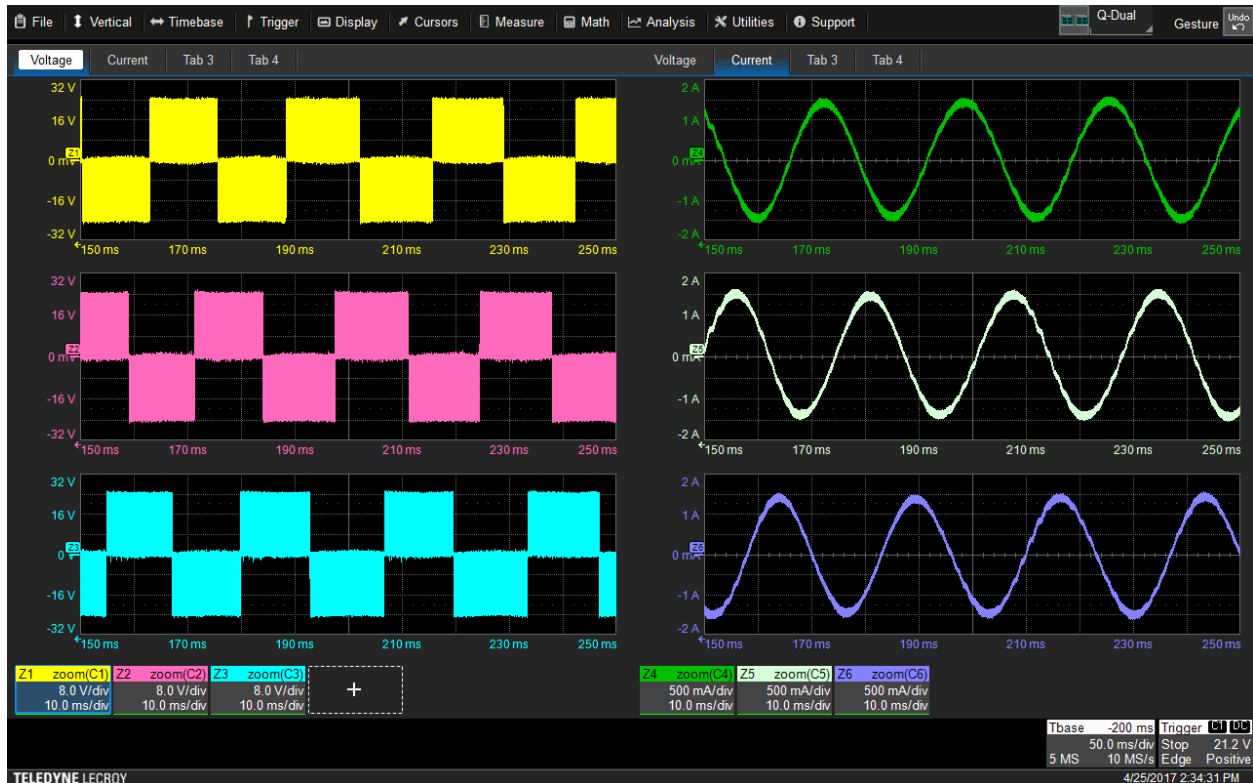 File Vertical Timebase Trigger Display Cursors Measure Math Analysis Utilities Support Q-Dual Gesture Undo
Voltage Current Tab 3 Tab 4 Voltage Current Tab 3 Tab 4
32 V
16 V
Z1
0 mV
-16 V
-32 V
150 ms 170 ms 190 ms 210 ms 230 ms 250 ms
2 A
1 A
Z4
0 mA
-1 A
-2 A
150 ms 170 ms 190 ms 210 ms 230 ms 250 ms
32 V
16 V
Z2
0 mV
-16 V
-32 V
150 ms 170 ms 190 ms 210 ms 230 ms 250 ms
2 A
1 A
Z5
0 mA
-1 A
-2 A
150 ms 170 ms 190 ms 210 ms 230 ms 250 ms
32 V
16 V
Z3
-16 V
-32 V
150 ms 170 ms 190 ms 210 ms 230 ms 250 ms
2 A
1 A
Z6
0 mA
-1 A
-2 A
150 ms 170 ms 190 ms 210 ms 230 ms 250 ms
Z1 zoom(C1) Z2 zoom(C2) Z3 zoom(C3) Z4 zoom(C4) Z5 zoom(C5) Z6 zoom(C6)
8.0 V/div 8.0 V/div 8.0 V/div + 500 mA/div 500 mA/div 500 mA/div
10.0 ms/div 10.0 ms/div 10.0 ms/div 10.0 ms/div 10.0 ms/div 10.0 ms/div
Tbase -200 ms Trigger C1 DC
50.0 ms/div Stop 21.2 V
5 MS 10 MS/s Edge Positive
TELEDYNE LECROY 4/25/2017 2:34:31 PM